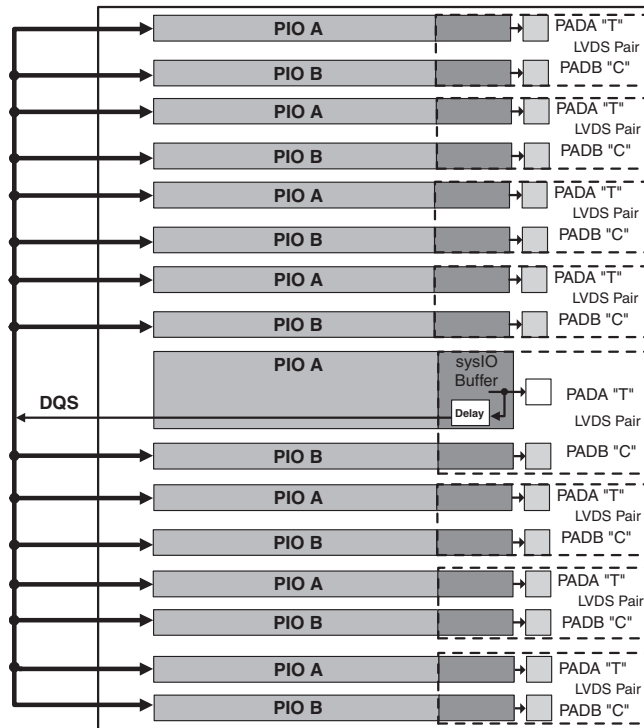 PIO A
PADA "T"
LVDS Pair
PIO B
PADB "C"
PIO A
PADA "T"
LVDS Pair
PIO B
PADB "C"
PIO A
PADA "T"
LVDS Pair
PIO B
PADB "C"
PIO A
PADA "T"
LVDS Pair
PIO B
PADB "C"
PIO A
sysIO
Buffer
DQS
Delay
PADA "T"
LVDS Pair
PIO B
PADB "C"
PIO A
PADA "T"
LVDS Pair
PIO B
PADB "C"
PIO A
PADA "T"
LVDS Pair
PIO B
PADB "C"
PIO A
PADA "T"
LVDS Pair
PIO B
PADB "C"